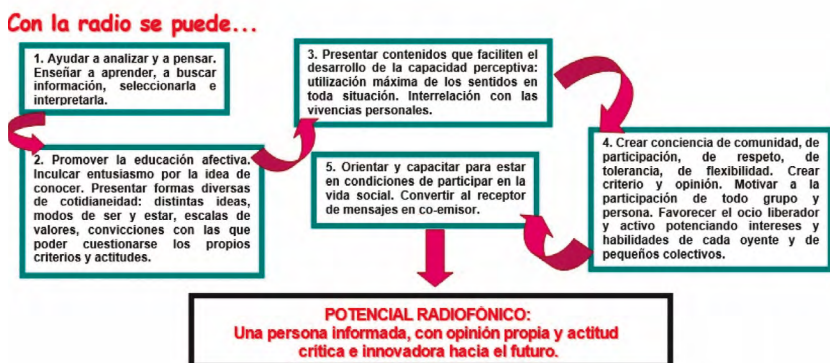 Con la radio se puede...
1. Ayudar a analizar y a pensar.
Enseñar a aprender, a buscar
información, seleccionarla e
interpretarla.
2. Promover la educación afectiva.
Inculcar entusiasmo por la idea de
conocer. Presentar formas diversas
de cotidianeidad: distintas ideas,
modos de ser y estar, escalas de
valores, convicciones con las que
poder cuestionarse los propios
criterios y actitudes.
3. Presentar contenidos que faciliten el
desarrollo de la capacidad perceptiva:
utilización máxima de los sentidos en
toda situación. Interrelación con las
vivencias personales.
4. Crear conciencia de comunidad, de
participación, de respeto, de
tolerancia, de flexibilidad. Crear
criterio y opinión. Motivar a la
participación de todo grupo y
persona. Favorecer el ocio liberador
y activo potenciando intereses y
habilidades de cada oyente y de
pequeños colectivos.
5. Orientar y capacitar para estar
en condiciones de participar en la
vida social. Convertir al receptor
de mensajes en co-emisor.
POTENCIAL RADIOFÓNICO:
Una persona informada, con opinión propia y actitud
crítica e innovadora hacia el futuro.